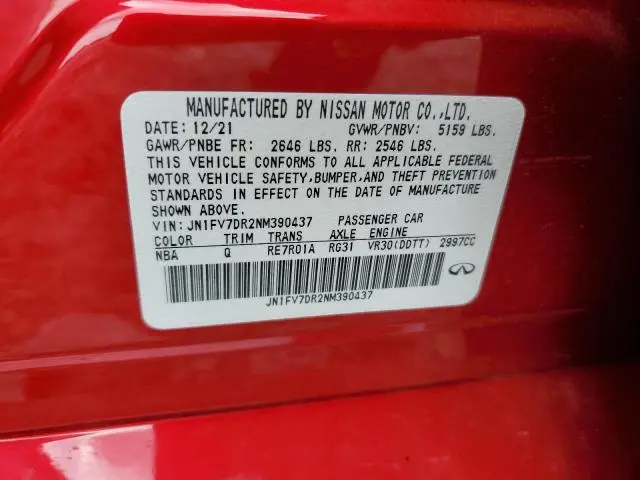 MANUFACTURED BY NISSAN MOTOR CO.,LTD.
DATE: 12/21 GVWR/PNBV: 5159 LBS.
GAWR/PNBE FR: 2646 LBS. RR: 2546 LBS.
THIS VEHICLE CONFORMS TO ALL APPLICABLE FEDERAL
MOTOR VEHICLE SAFETY,BUMPER,AND THEFT PREVENTION
STANDARDS IN EFFECT ON THE DATE OF MANUFACTURE
SHOWN ABOVE.
VIN: JN1FV7DR2NM390437 PASSENGER CAR
COLOR TRIM TRANS AXLE ENGINE
NBA Q RE7R01A RG31 VR30(DDTT) 2997CC
JN1FV7DR2NM390437